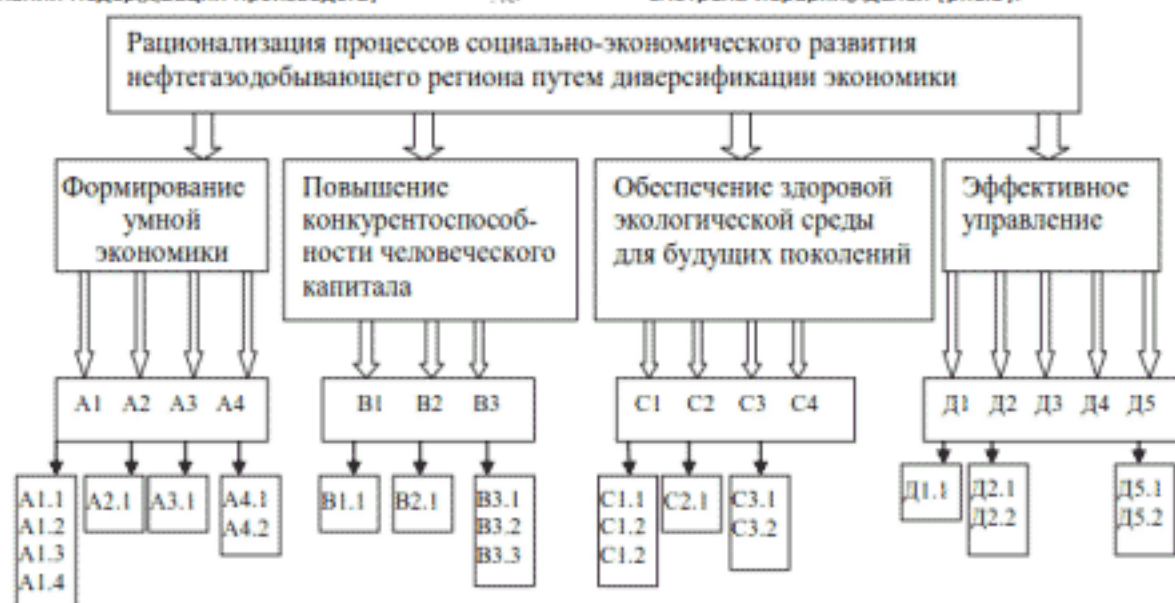 Рационализация процессов социально-экономического развития
нефтегазодобывающего региона путем диверсификации экономики
Формирование
умной
экономики
Повышение
конкурентоспособ-
ности человеческого
капитала
Обеспечение здоровой
экологической среды
для будущих поколений
Эффективное
управление
А1 А2 А3 А4
В1 В2 В3
С1 С2 С3 С4
Д1 Д2 Д3 Д4 Д5
А1.1
А1.2
А1.3
А1.4
А2.1
А3.1
А4.1
А4.2
В1.1
В2.1
В3.1
В3.2
В3.3
С1.1
С1.2
С1.2
С2.1
С3.1
С3.2
Д1.1
Д2.1
Д2.2
Д5.1
Д5.2